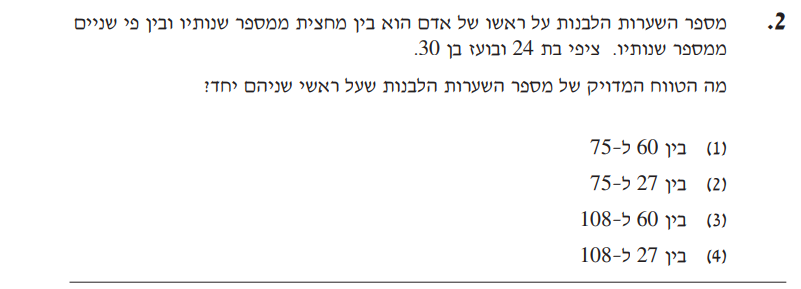 2. מספר השערות הלבנות על ראשו של אדם הוא בין מחצית ממספר שנותיו ובין פי שניים
ממספר שנותיו. ציפי בת 24 ובועז בן 30.
מה הטווח המדויק של מספר השערות הלבנות שעל ראשי שניהם יחד?
(1) בין 60 ל-75
(2) בין 27 ל-75
(3) בין 60 ל-108
(4) בין 27 ל-108